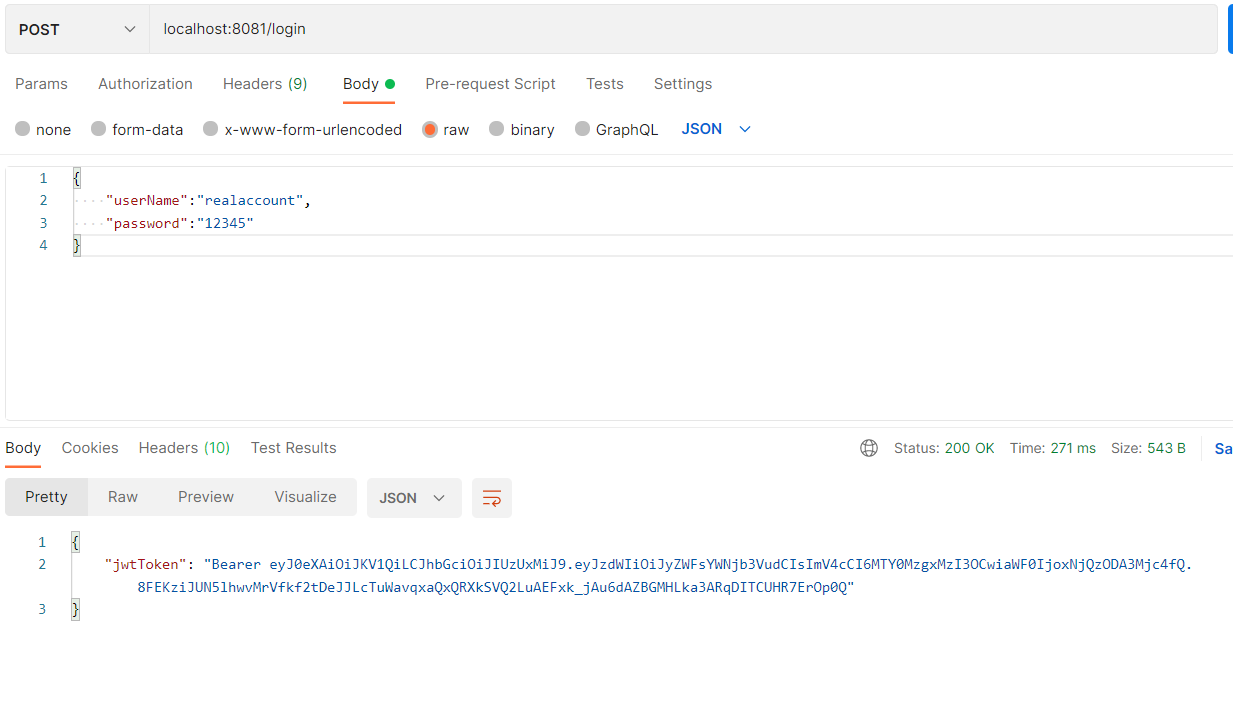 POST localhost:8081/login
Params Authorization Headers (9) Body Pre-request Script Tests Settings
none form-data x-www-form-urlencoded raw binary GraphQL JSON
1 {
2 "userName":"realaccount",
3 "password":"12345"
4 }
Body Cookies Headers (10) Test Results Status: 200 OK Time: 271 ms Size: 543 B Sa
Pretty Raw Preview Visualize JSON
1 {
2 "jwtToken": "Bearer eyJ0eXAiOiJKV1QiLCJhbGciOiJIUzUxMiJ9.eyJzdWIiOiJyZWFsYWNjb3VudCIsImV4cCI6MTY0MzgxMzI3OCwiaWF0IjoxNjQzODA3Mjc4fQ.
8FEKziJUN5lhwvMrVfkf2tDeJJLcTuWavqxaQxQRXkSVQ2LuAEFxk_jAu6dAZBGMHLka3ARqDITCUHR7ErOp0Q"
3 }